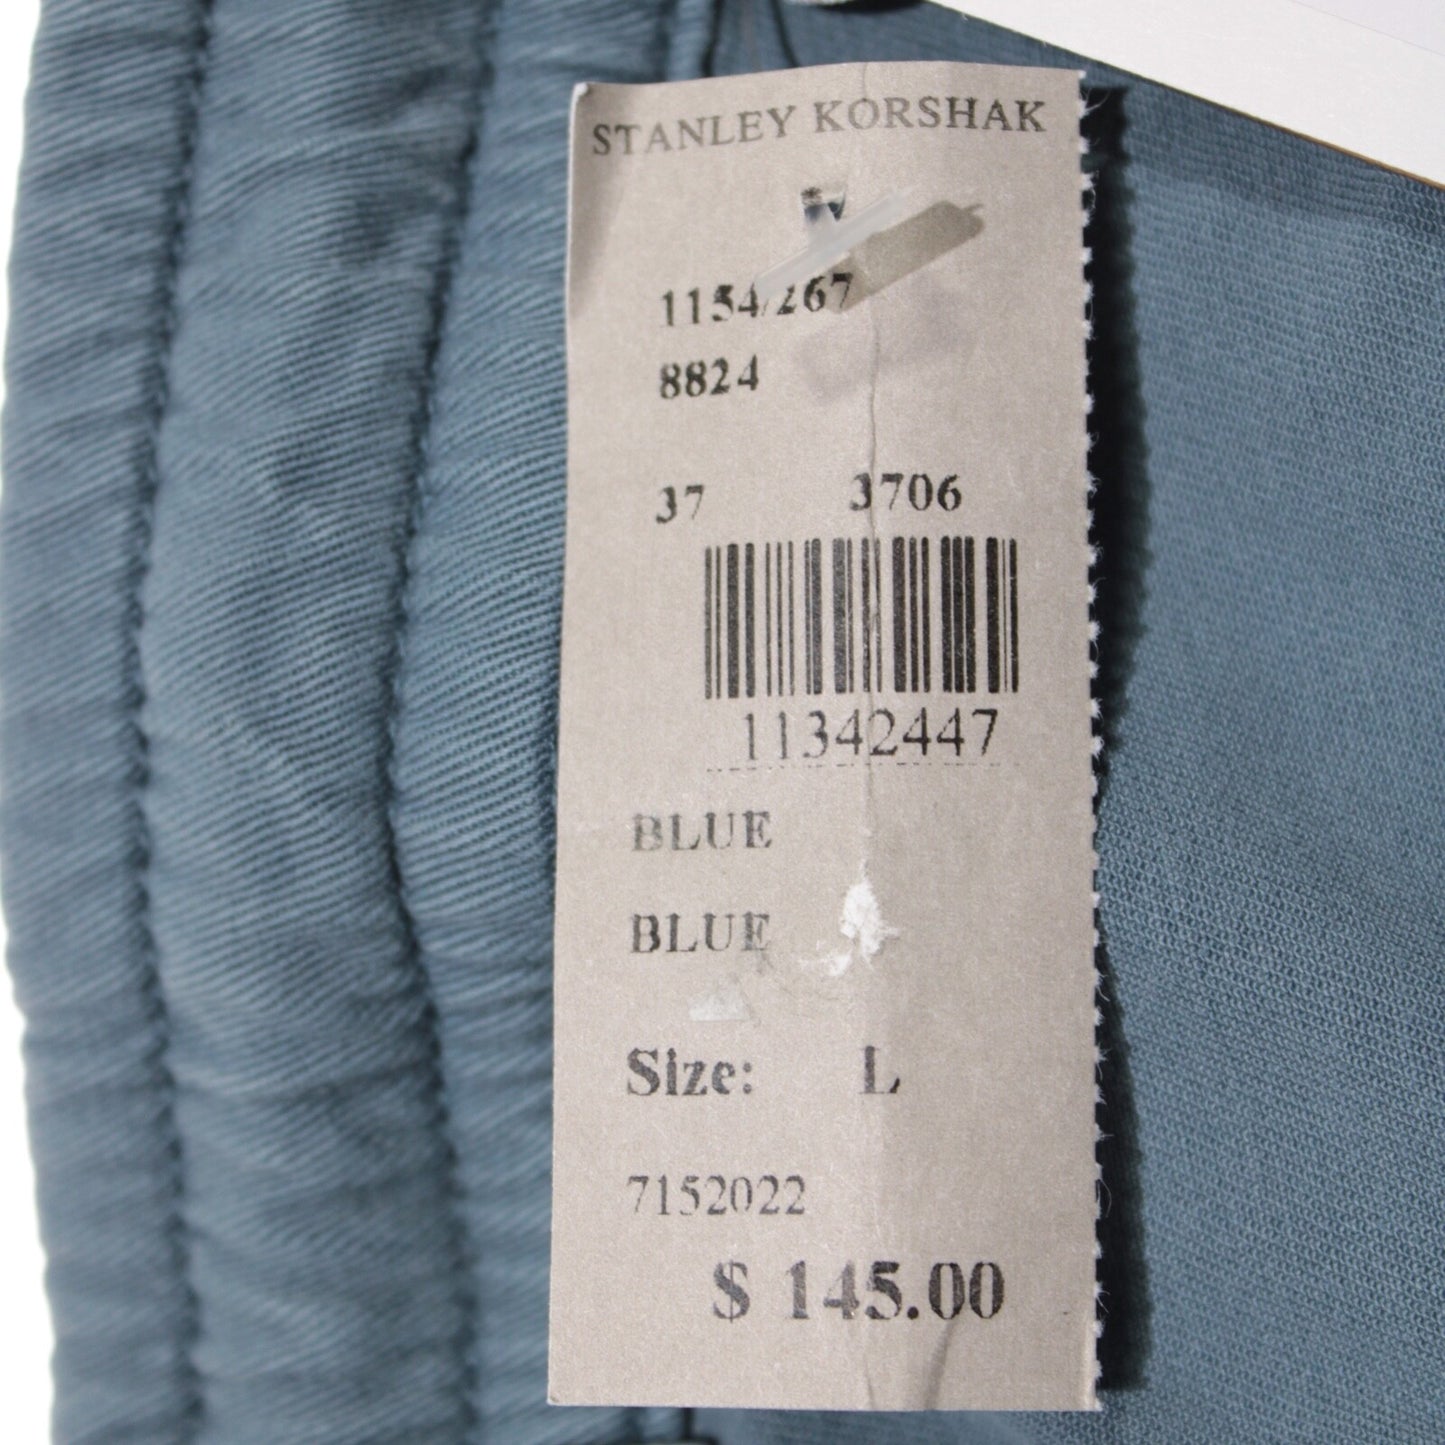 STANLEY KORSHAK
1154/267
8824
37 3706
11342447
BLUE
BLUE
Size: L
7152022
$ 145.00